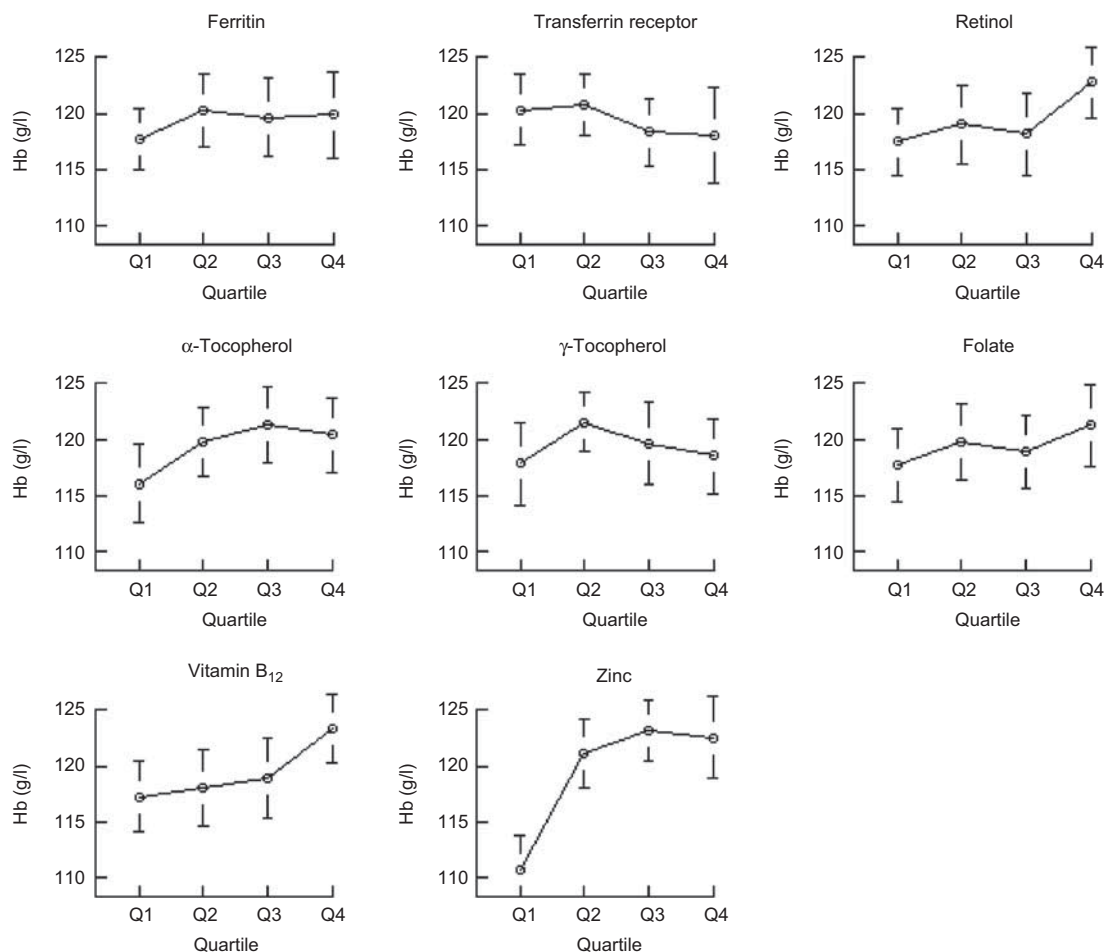 Ferritin
125
120
115
110
Hb (g/l)
Q1 Q2 Q3 Q4
Quartile
Transferrin receptor
125
120
115
110
Hb (g/l)
Q1 Q2 Q3 Q4
Quartile
Retinol
125
120
115
110
Hb (g/l)
Q1 Q2 Q3 Q4
Quartile
α-Tocopherol
125
120
115
110
Hb (g/l)
Q1 Q2 Q3 Q4
Quartile
γ-Tocopherol
125
120
115
110
Hb (g/l)
Q1 Q2 Q3 Q4
Quartile
Folate
125
120
115
110
Hb (g/l)
Q1 Q2 Q3 Q4
Quartile
Vitamin B₁₂
125
120
115
110
Hb (g/l)
Q1 Q2 Q3 Q4
Quartile
Zinc
125
120
115
110
Hb (g/l)
Q1 Q2 Q3 Q4
Quartile